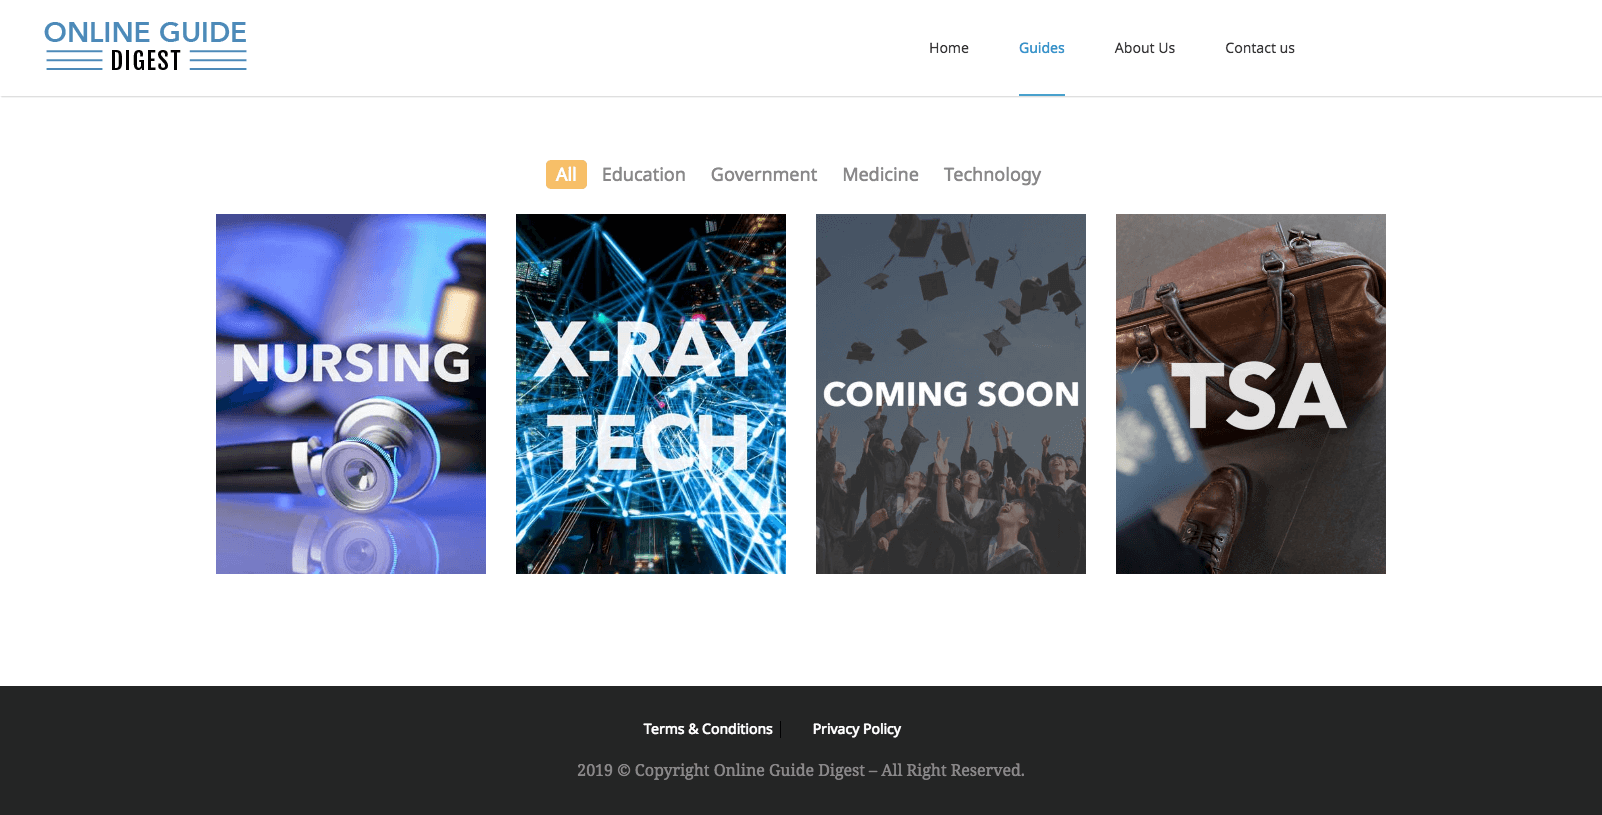 ONLINE GUIDE
DIGEST
Home Guides About Us Contact us
All Education Government Medicine Technology
NURSING
X-RAY
TECH
COMING SOON
TSA
Terms & Conditions | Privacy Policy
2019 © Copyright Online Guide Digest – All Right Reserved.